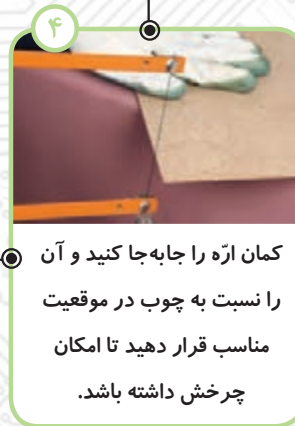 ۴
کمان ارّه را جابه‌جا کنید و آن
را نسبت به چوب در موقعیت
مناسب قرار دهید تا امکان
چرخش داشته باشد.